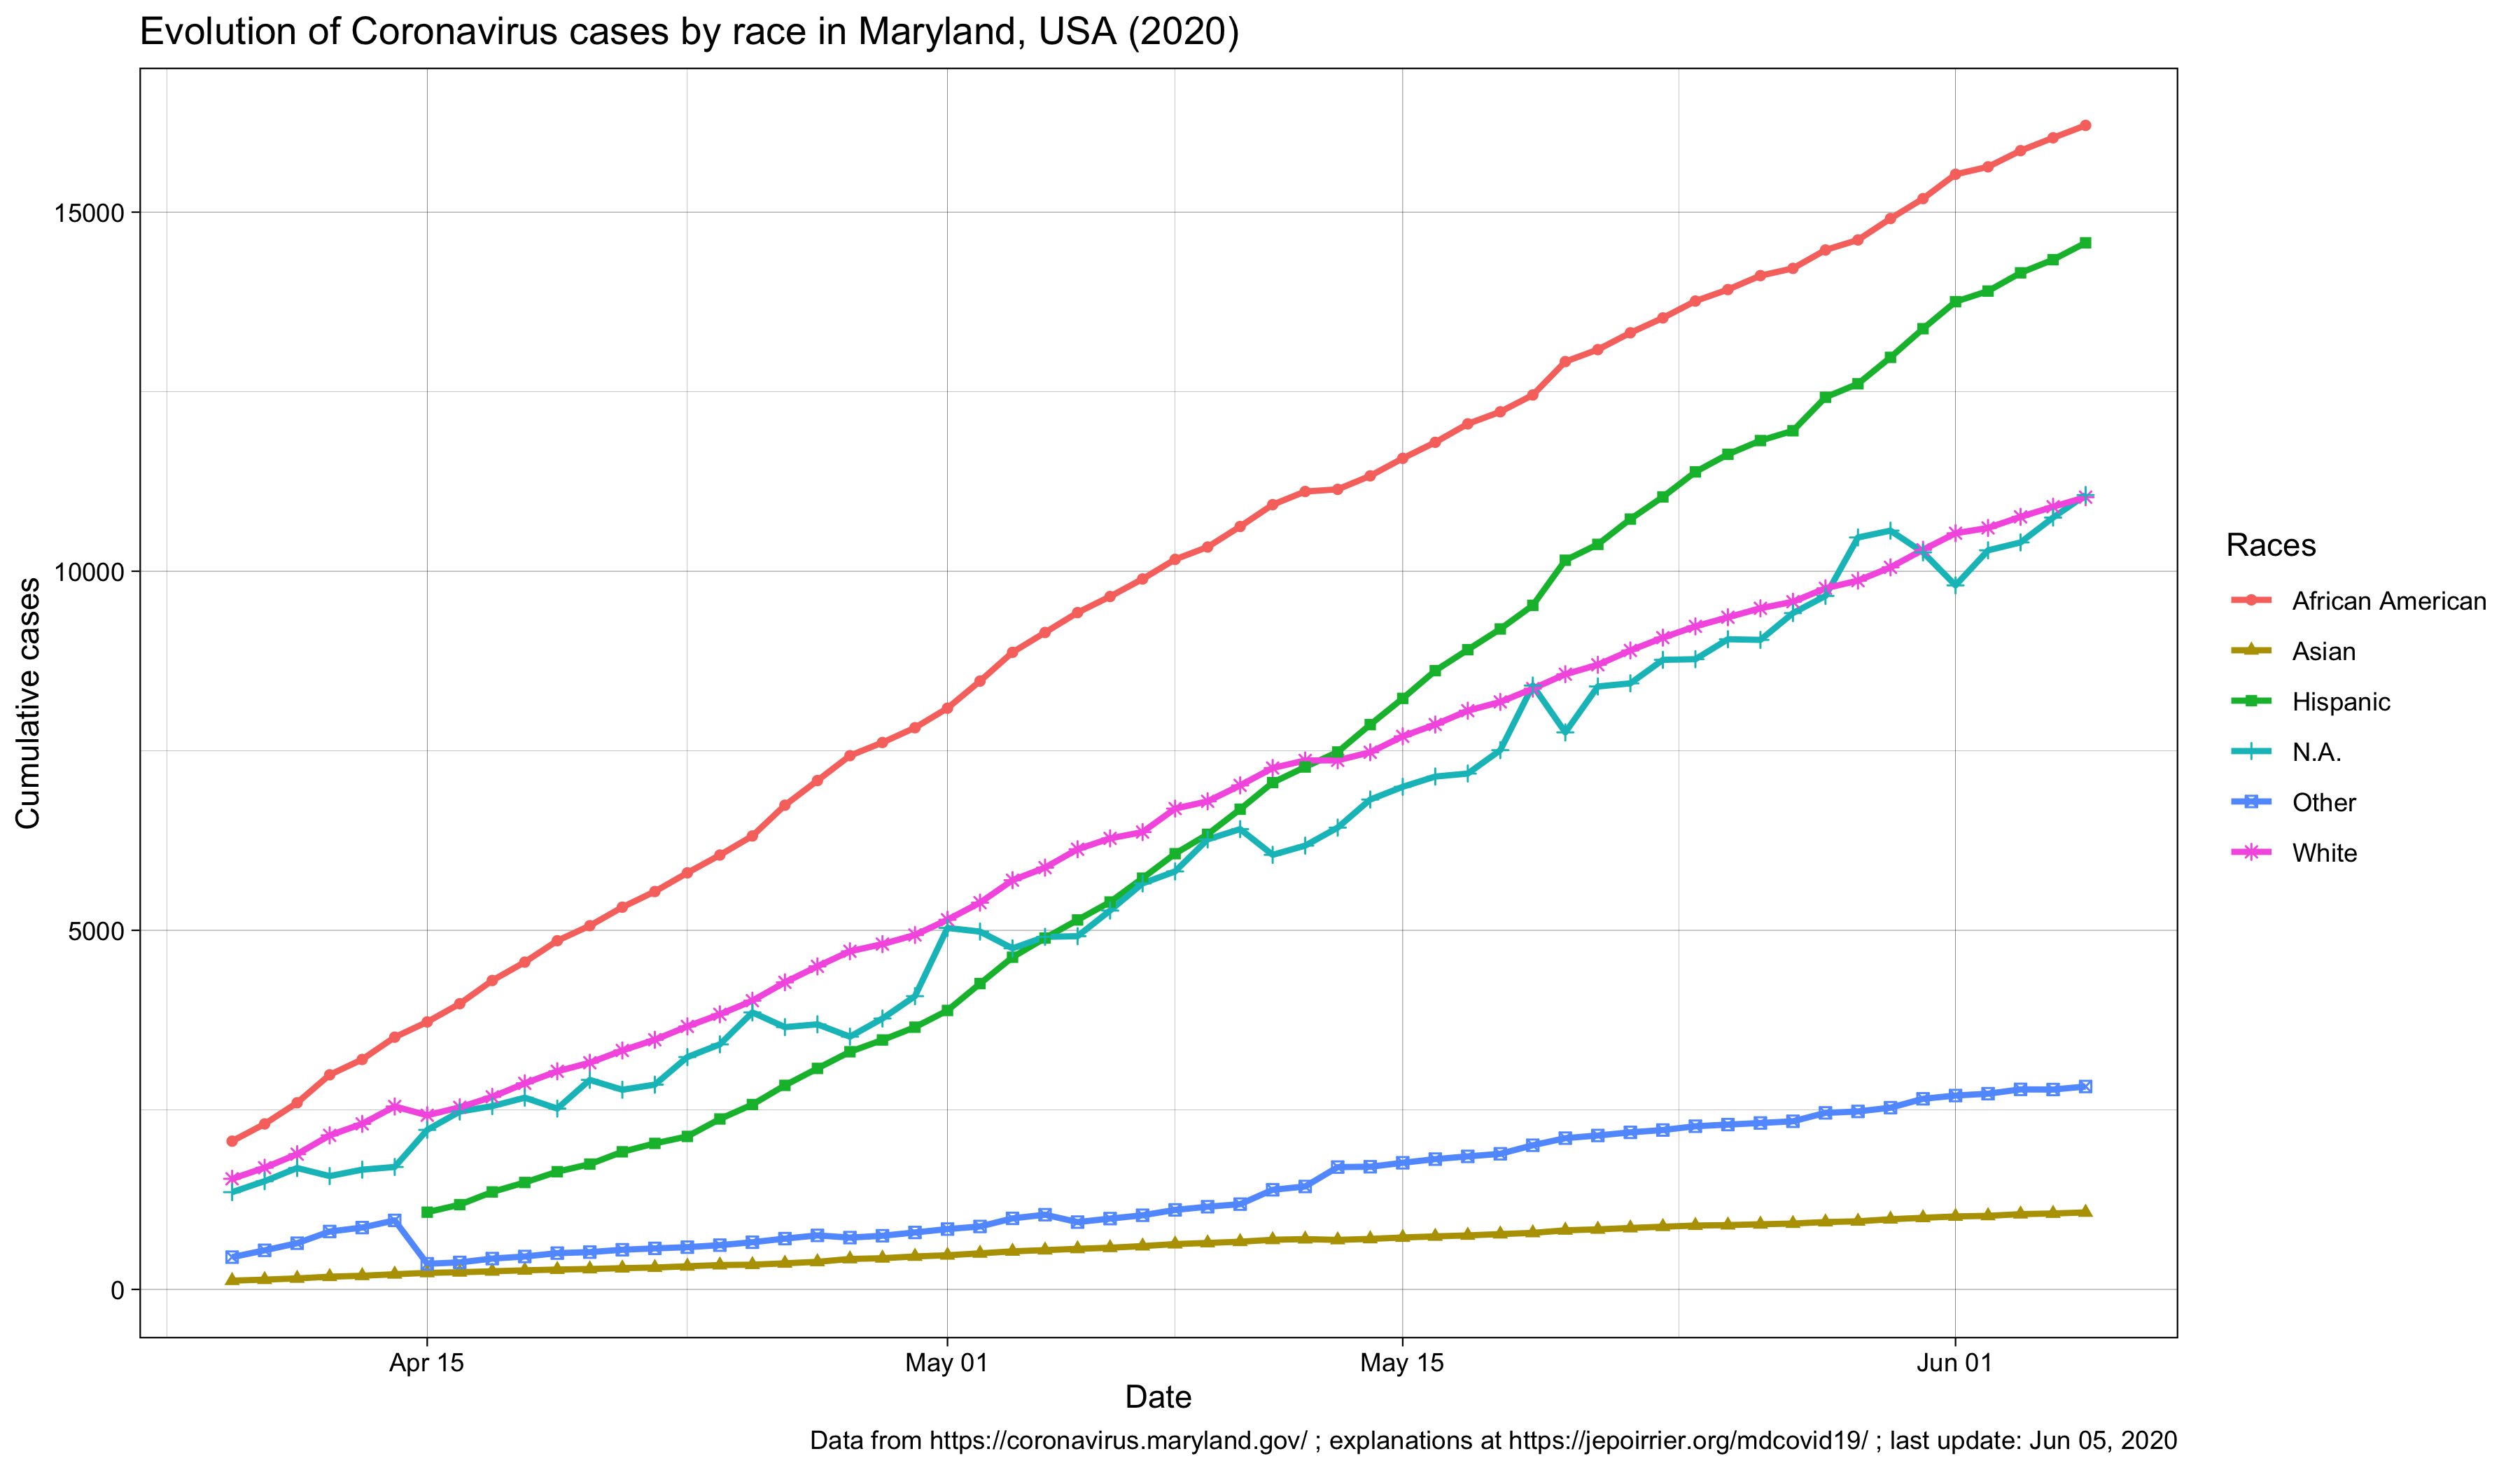 Evolution of Coronavirus cases by race in Maryland, USA (2020)
Cumulative cases
15000
10000
5000
0
Apr 15
May 01
May 15
Jun 01
Date
Races
African American
Asian
Hispanic
N.A.
Other
White
Data from https://coronavirus.maryland.gov/ ; explanations at https://jepoirrier.org/mdcovid19/ ; last update: Jun 05, 2020